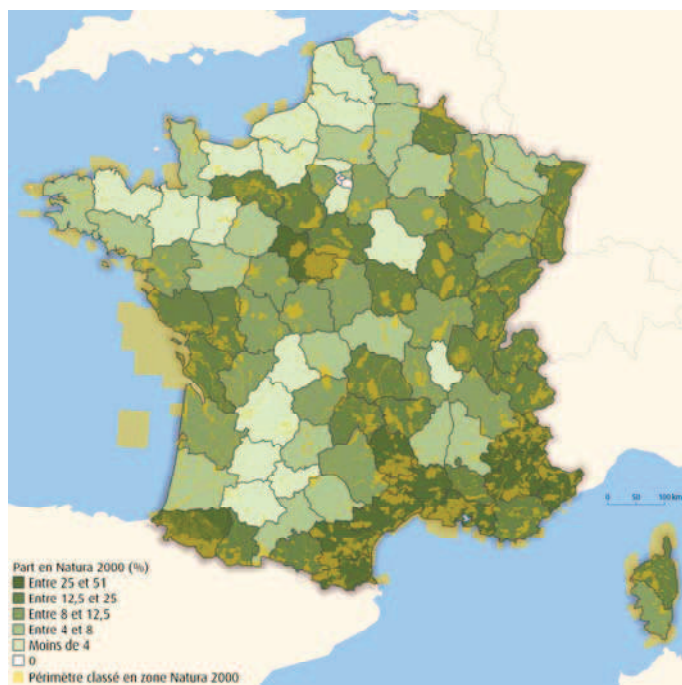 0 50 100 km
Part en Natura 2000 (%)
Entre 25 et 51
Entre 12,5 et 25
Entre 8 et 12,5
Entre 4 et 8
Moins de 4
0
Périmètre classé en zone Natura 2000